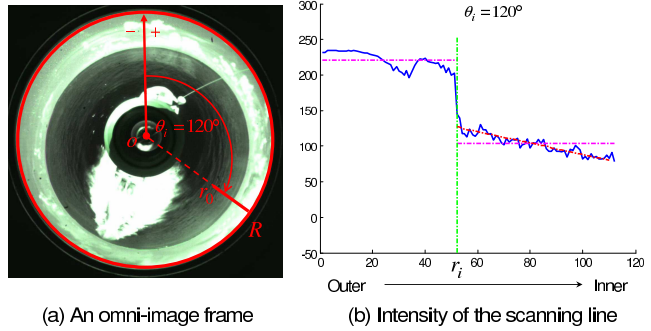 − +
o
θi = 120°
r0
R
(a) An omni-image frame
θi = 120°
300
250
200
150
100
50
0
-50
0 20 40 60 80 100 120
ri
Outer Inner
(b) Intensity of the scanning line